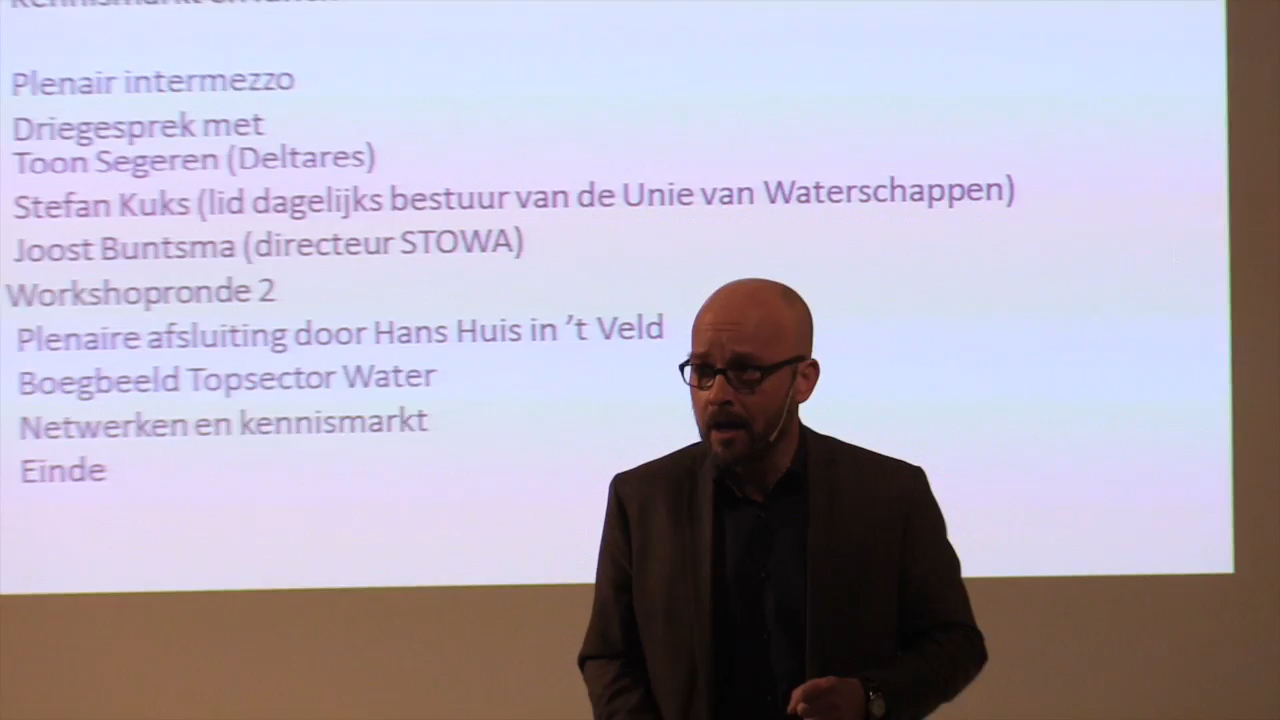 Plenair intermezzo
Driegesprek met
Toon Segeren (Deltares)
Stefan Kuks (lid dagelijks bestuur van de Unie van Waterschappen)
Joost Buntsma (directeur STOWA)
Workshopronde 2
Plenaire afsluiting door Hans Huis in ’t Veld
Boegbeeld Topsector Water
Netwerken en kennismarkt
Einde